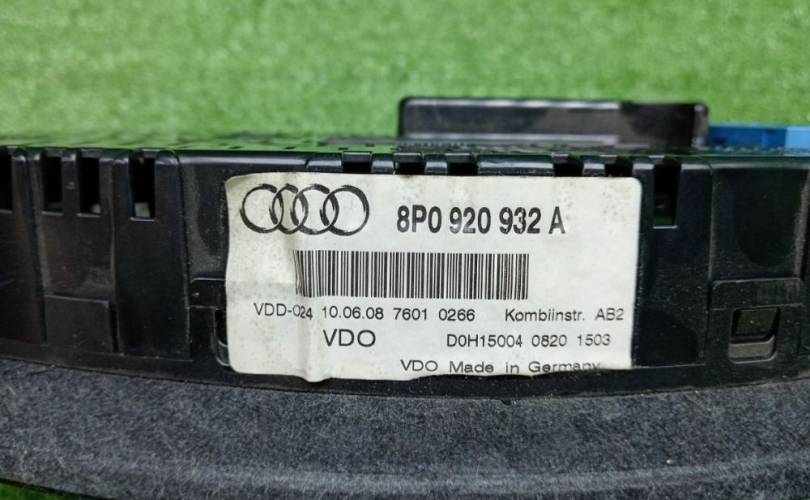 8P0 920 932 A
VDD-024 10.06.08 7601 0266 Kombiinstr. AB2
VDO D0H15004 0820 1503
VDO Made in Germany